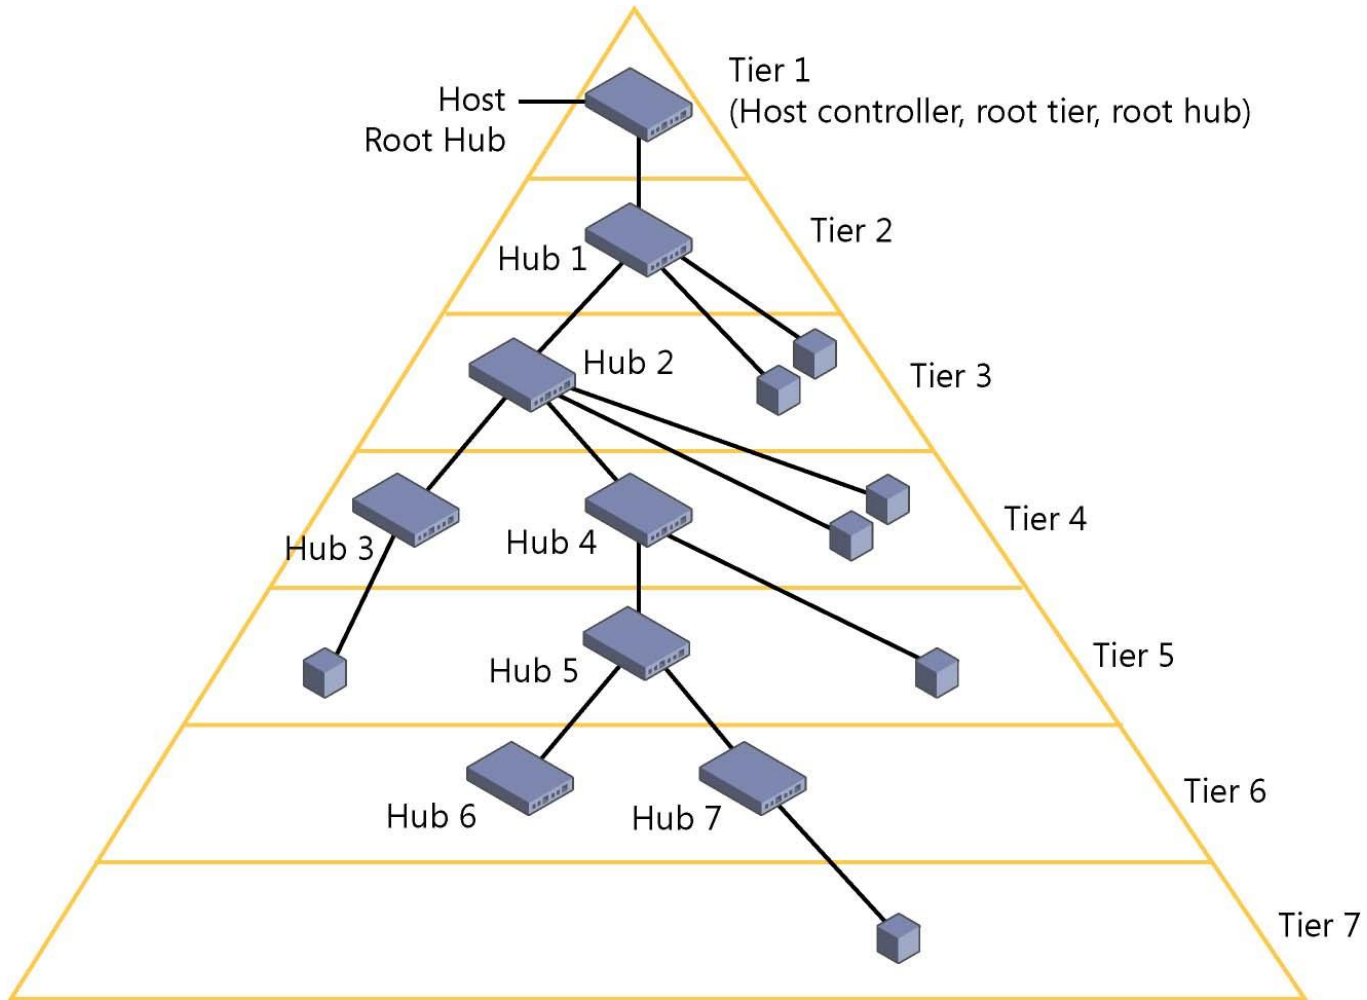 Host
Root Hub
Tier 1
(Host controller, root tier, root hub)
Hub 1
Tier 2
Hub 2
Tier 3
Hub 3
Hub 4
Tier 4
Hub 5
Tier 5
Hub 6
Hub 7
Tier 6
Tier 7